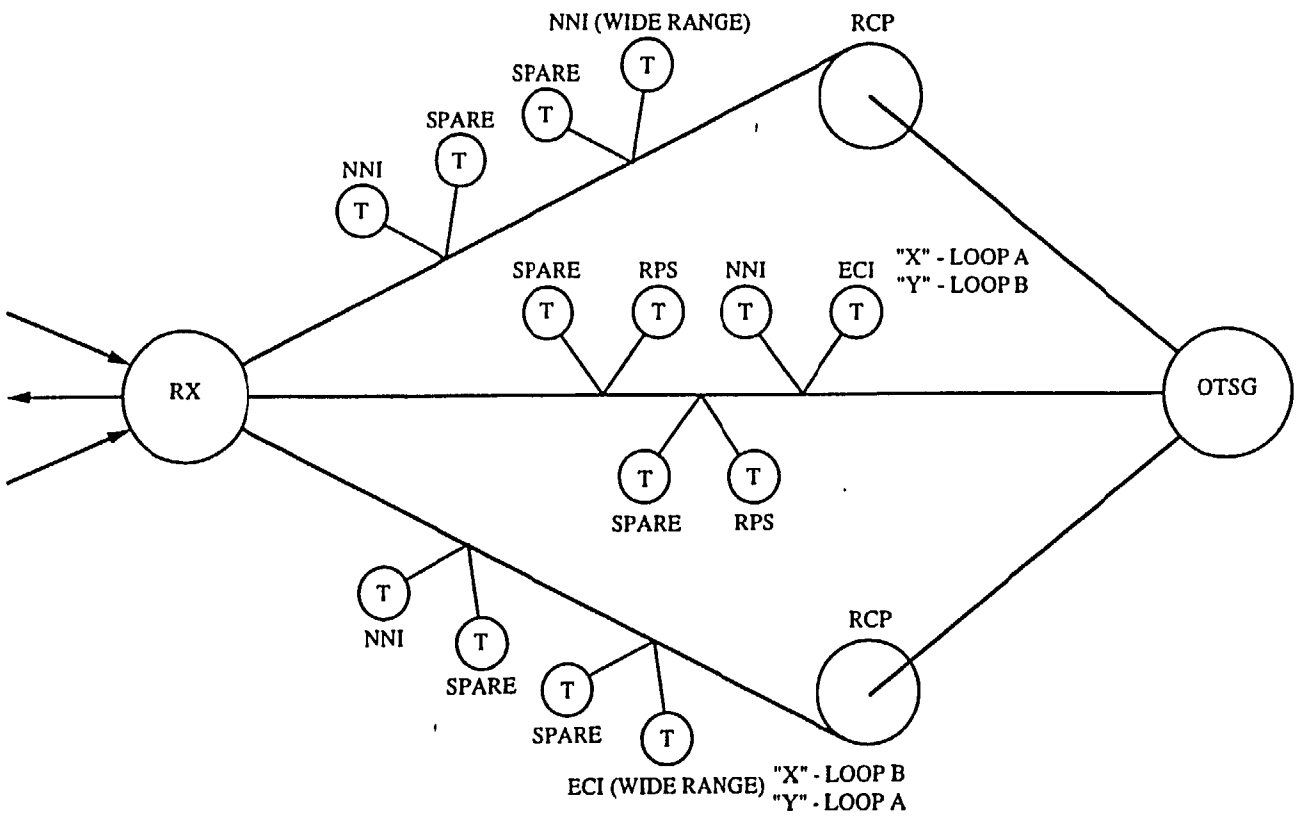 NNI (WIDE RANGE)
RCP
T
SPARE
T
SPARE
T
NNI
T
SPARE
RPS
NNI
ECI
"X" - LOOP A
"Y" - LOOP B
T
T
T
T
RX
OTSG
T
T
SPARE
RPS
T
NNI
T
SPARE
RCP
T
SPARE
T
ECI (WIDE RANGE)
"X" - LOOP B
"Y" - LOOP A